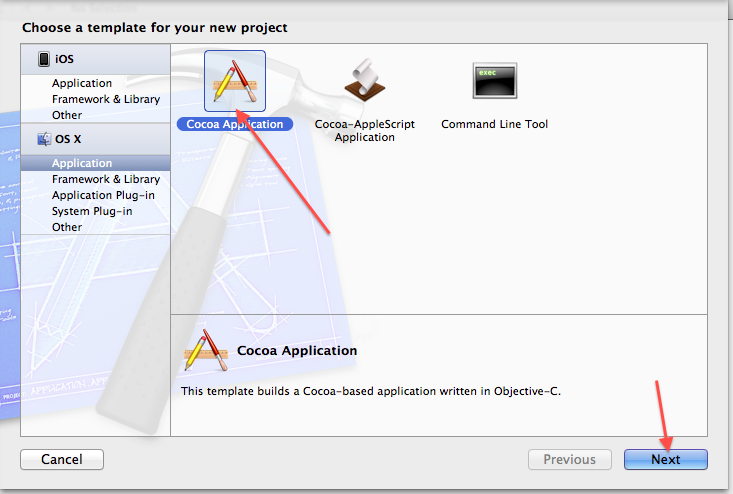 Choose a template for your new project
iOS
Application
Framework & Library
Other
OS X
Application
Framework & Library
Application Plug-in
System Plug-in
Other
Cocoa Application
Cocoa-AppleScript
Application
exec
Command Line Tool
Cocoa Application
This template builds a Cocoa-based application written in Objective-C.
Cancel
Previous
Next